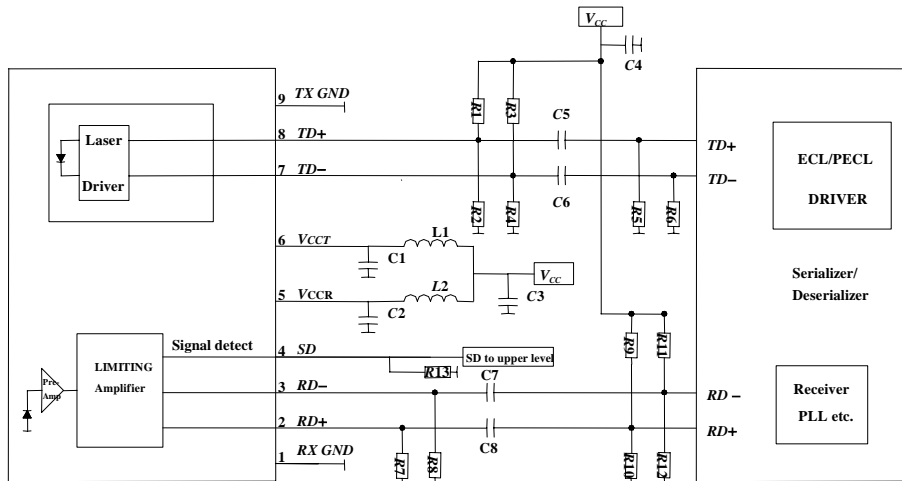 VCC
C4
9 TX GND
R1
R3
C5
Laser
Driver
8 TD+
TD+
7 TD−
TD−
C6
ECL/PECL
DRIVER
R2
R4
R5
R6
6 VCCT
L1
C1
VCC
C3
5 VCCR
L2
C2
Serializer/
Deserializer
R9
R11
Signal detect
4 SD
SD to upper level
R13
LIMITING
Amplifier
Pre-
Amp
C7
3 RD−
RD −
Receiver
PLL etc.
2 RD+
RD+
C8
1 RX GND
R7
R8
R10
R12